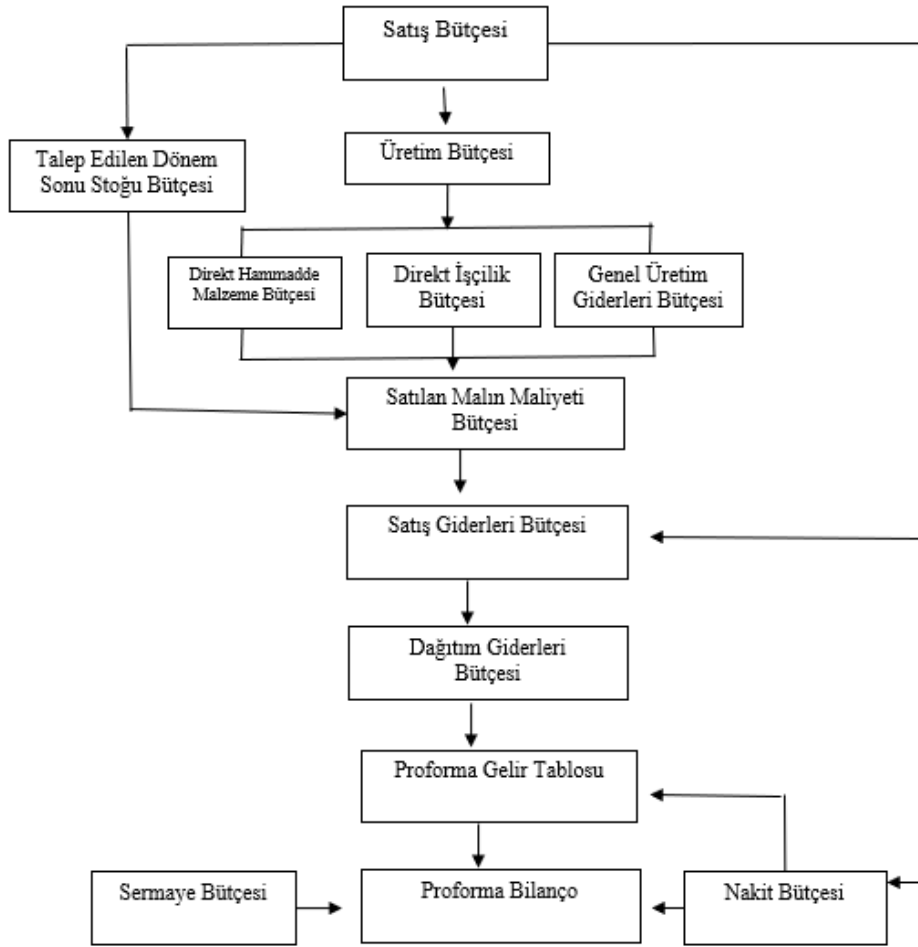 Satış Bütçesi
Üretim Bütçesi
Talep Edilen Dönem
Sonu Stoğu Bütçesi
Direkt Hammadde
Malzeme Bütçesi
Direkt İşçilik
Bütçesi
Genel Üretim
Giderleri Bütçesi
Satılan Malın Maliyeti
Bütçesi
Satış Giderleri Bütçesi
Dağıtım Giderleri
Bütçesi
Proforma Gelir Tablosu
Sermaye Bütçesi
Proforma Bilanço
Nakit Bütçesi